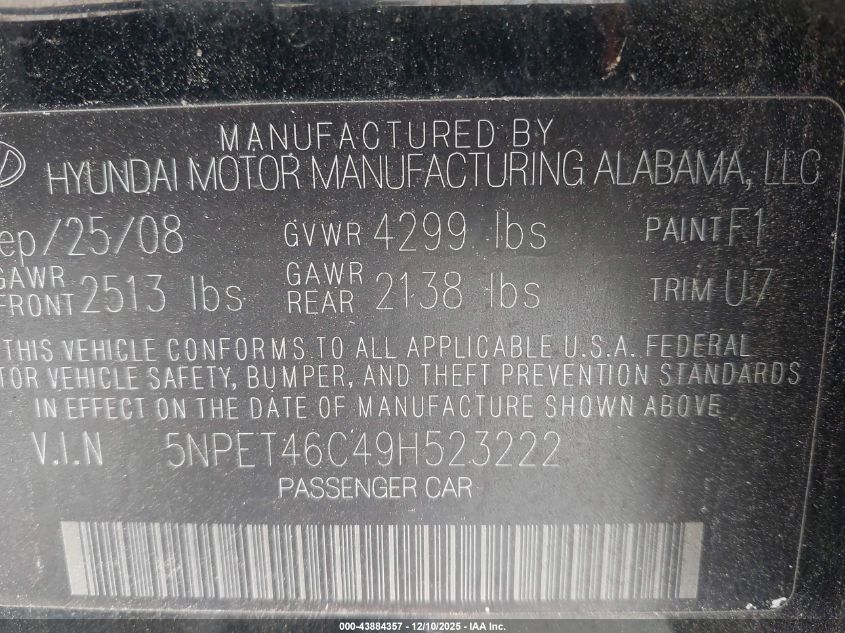 MANUFACTURED BY
HYUNDAI MOTOR MANUFACTURING ALABAMA, LLC
ep/25/08 GVWR 4299 lbs PAINT F1
GAWR FRONT 2513 lbs GAWR REAR 2138 lbs TRIM U7
THIS VEHICLE CONFORMS TO ALL APPLICABLE U.S.A. FEDERAL
TOR VEHICLE SAFETY, BUMPER, AND THEFT PREVENTION STANDARDS
IN EFFECT ON THE DATE OF MANUFACTURE SHOWN ABOVE
V.I.N 5NPET46C49H523222
PASSENGER CAR
000-43884357 - 12/10/2025 - IAA Inc.